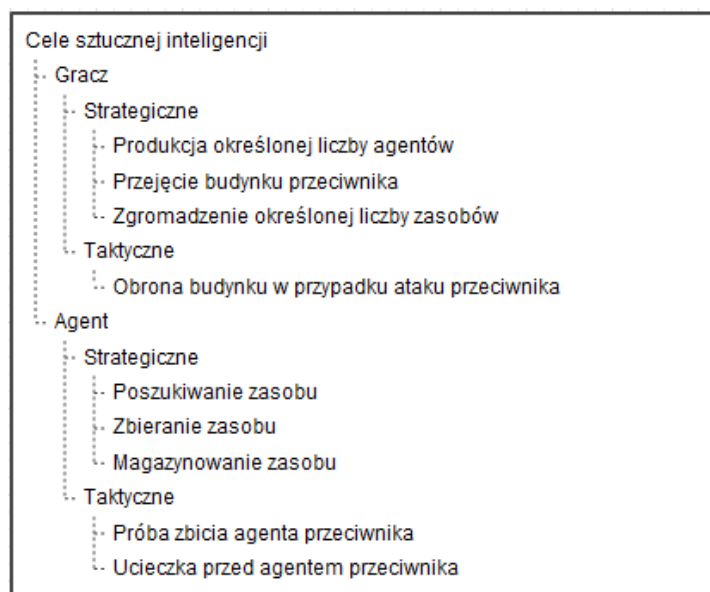 Cele sztucznej inteligencji
Gracz
Strategiczne
Produkcja określonej liczby agentów
Przejęcie budynku przeciwnika
Zgromadzenie określonej liczby zasobów
Taktyczne
Obrona budynku w przypadku ataku przeciwnika
Agent
Strategiczne
Poszukiwanie zasobu
Zbieranie zasobu
Magazynowanie zasobu
Taktyczne
Próba zbicia agenta przeciwnika
Ucieczka przed agentem przeciwnika